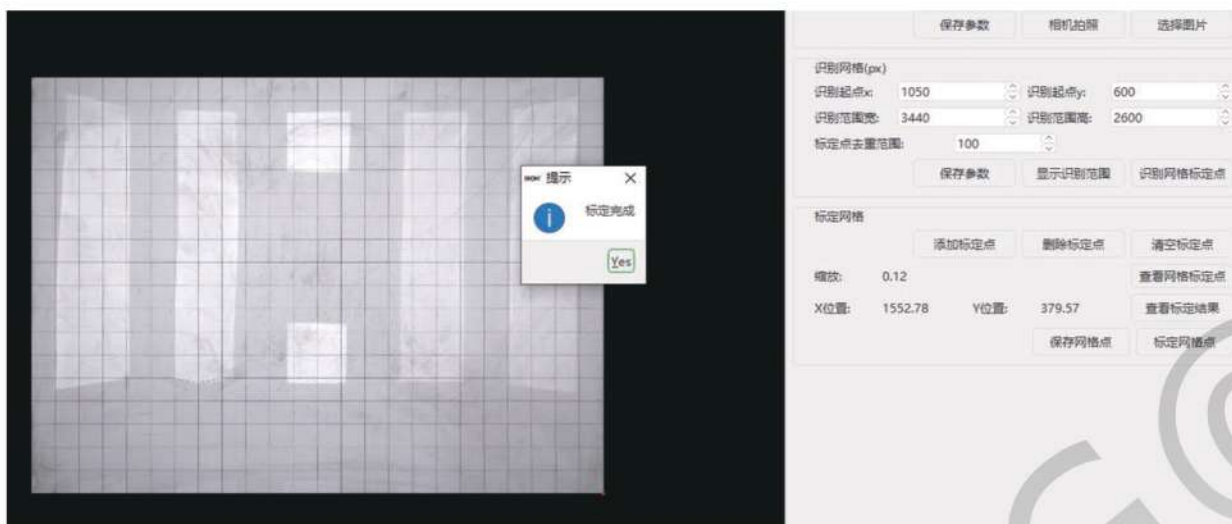 保存参数 相机拍照 选择图片
识别网格(px)
识别起点x: 1050 识别起点y: 600
识别范围宽: 3440 识别范围高: 2600
标定点去重范围: 100
保存参数 显示识别范围 识别网格标定点
提示
标定完成
Yes
标定网格
添加标定点 删除标定点 清空标定点
缩放: 0.12 查看网格标定点
X位置: 1552.78 Y位置: 379.57 查看标定结果
保存网格点 标定网格点